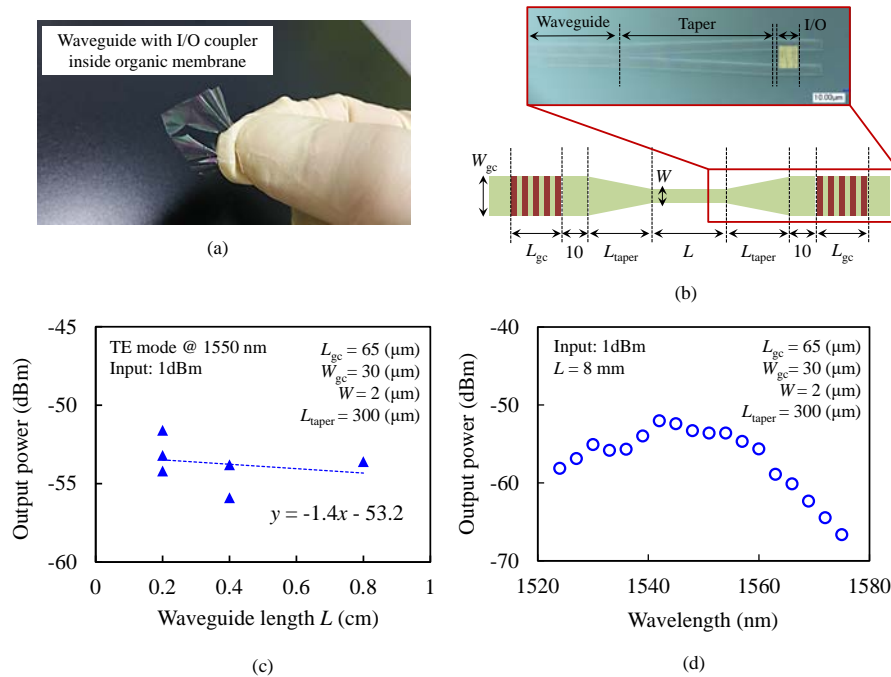 Waveguide with I/O coupler
inside organic membrane
(a)
Waveguide
Taper
I/O
10.00μm
W_gc
W
L_gc
10
L_taper
L
L_taper
10
L_gc
(b)
Output power (dBm)
-45
-50
-55
-60
TE mode @ 1550 nm
Input: 1dBm
L_gc = 65 (μm)
W_gc = 30 (μm)
W = 2 (μm)
L_taper = 300 (μm)
y = -1.4x - 53.2
0
0.2
0.4
0.6
0.8
1
Waveguide length L (cm)
(c)
Output power (dBm)
-40
-50
-60
-70
Input: 1dBm
L = 8 mm
L_gc = 65 (μm)
W_gc = 30 (μm)
W = 2 (μm)
L_taper = 300 (μm)
1520
1540
1560
1580
Wavelength (nm)
(d)